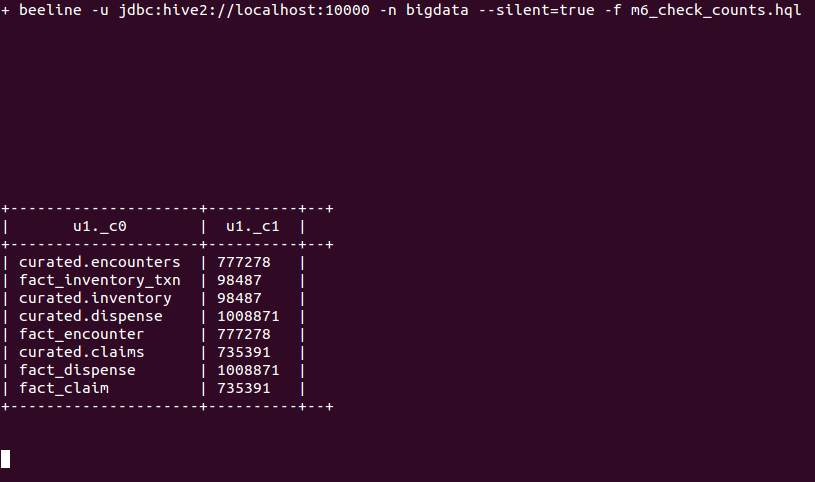 + beeline -u jdbc:hive2://localhost:10000 -n bigdata --silent=true -f m6_check_counts.hql
+---------------------+----------+--+
|       u1._c0        |  u1._c1  |
+---------------------+----------+--+
| curated.encounters  | 777278   |
| fact_inventory_txn  | 98487    |
| curated.inventory   | 98487    |
| curated.dispense    | 1008871  |
| fact_encounter      | 777278   |
| curated.claims      | 735391   |
| fact_dispense       | 1008871  |
| fact_claim          | 735391   |
+---------------------+----------+--+